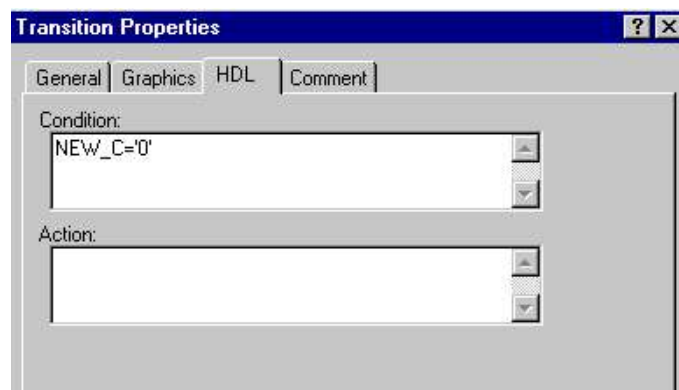 Transition Properties
? X
General Graphics HDL Comment
Condition:
NEW_C='0'
Action: